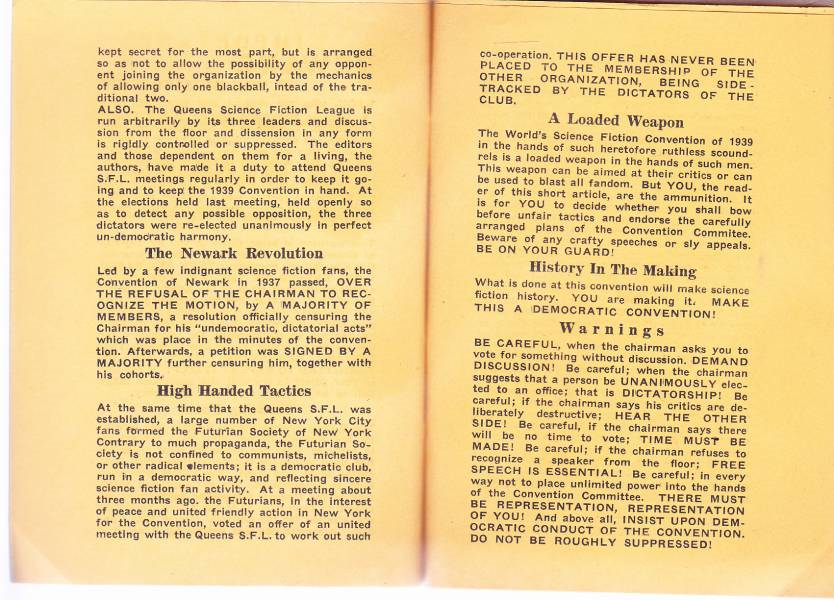 kept secret for the most part, but is arranged
so as not to allow the possibility of any oppon-
ent joining the organization by the mechanics
of allowing only one blackball, intead of the tra-
ditional two.
ALSO. The Queens Science Fiction League is
run arbitrarily by its three leaders and discus-
sion from the floor and dissension in any form
is rigldly controlled or suppressed. The editors
and those dependent on them for a living, the
authors, have made it a duty to attend Queens
S.F.L. meetings regularly in order to keep it go-
ing and to keep the 1939 Convention in hand. At
the elections held last meeting, held openly so
as to detect any possible opposition, the three
dictators were re-elected unanimously in perfect
un-democratic harmony.
The Newark Revolution
Led by a few indignant science fiction fans, the
Convention of Newark in 1937 passed, OVER
THE REFUSAL OF THE CHAIRMAN TO REC-
OGNIZE THE MOTION, by A MAJORITY OF
MEMBERS, a resolution officially censuring the
Chairman for his "undemocratic, dictatorial acts"
which was place in the minutes of the conven-
tion. Afterwards, a petition was SIGNED BY A
MAJORITY further censuring him, together with
his cohorts.
High Handed Tactics
At the same time that the Queens S.F.L. was
established, a large number of New York City
fans formed the Futurian Society of New York
Contrary to much propaganda, the Futurian So-
ciety is not confined to communists, michelists,
or other radical elements; it is a democratic club,
run in a democratic way, and reflecting sincere
science fiction fan activity. At a meeting about
three months ago. the Futurians, in the interest
of peace and united friendly action in New York
for the Convention, voted an offer of an united
meeting with the Queens S.F.L. to work out such
co-operation. THIS OFFER HAS NEVER BEEN
PLACED TO THE MEMBERSHIP OF THE
OTHER ORGANIZATION, BEING SIDE-
TRACKED BY THE DICTATORS OF THE
CLUB.
A Loaded Weapon
The World's Science Fiction Convention of 1939
in the hands of such heretofore ruthless scound-
rels is a loaded weapon in the hands of such men.
This weapon can be aimed at their critics or can
be used to blast all fandom. But YOU, the read-
er of this short article, are the ammunition. It
is for YOU to decide whether you shall bow
before unfair tactics and endorse the carefully
arranged plans of the Convention Commitee.
Beware of any crafty speeches or sly appeals.
BE ON YOUR GUARD!
History In The Making
What is done at this convention will make science
fiction history. YOU are making it. MAKE
THIS A DEMOCRATIC CONVENTION!
Warnings
BE CAREFUL, when the chairman asks you to
vote for something without discussion. DEMAND
DISCUSSION! Be careful; when the chairman
suggests that a person be UNANIMOUSLY elec-
ted to an office; that is DICTATORSHIP! Be
careful; if the chairman says his critics are de-
liberately destructive; HEAR THE OTHER
SIDE! Be careful, if the chairman says there
will be no time to vote; TIME MUST BE
MADE! Be careful; if the chairman refuses to
recognize a speaker from the floor; FREE
SPEECH IS ESSENTIAL! Be careful; in every
way not to place unlimited power into the hands
of the Convention Committee. THERE MUST
BE REPRESENTATION, REPRESENTATION
OF YOU! And above all, INSIST UPON DEM-
OCRATIC CONDUCT OF THE CONVENTION.
DO NOT BE ROUGHLY SUPPRESSED!